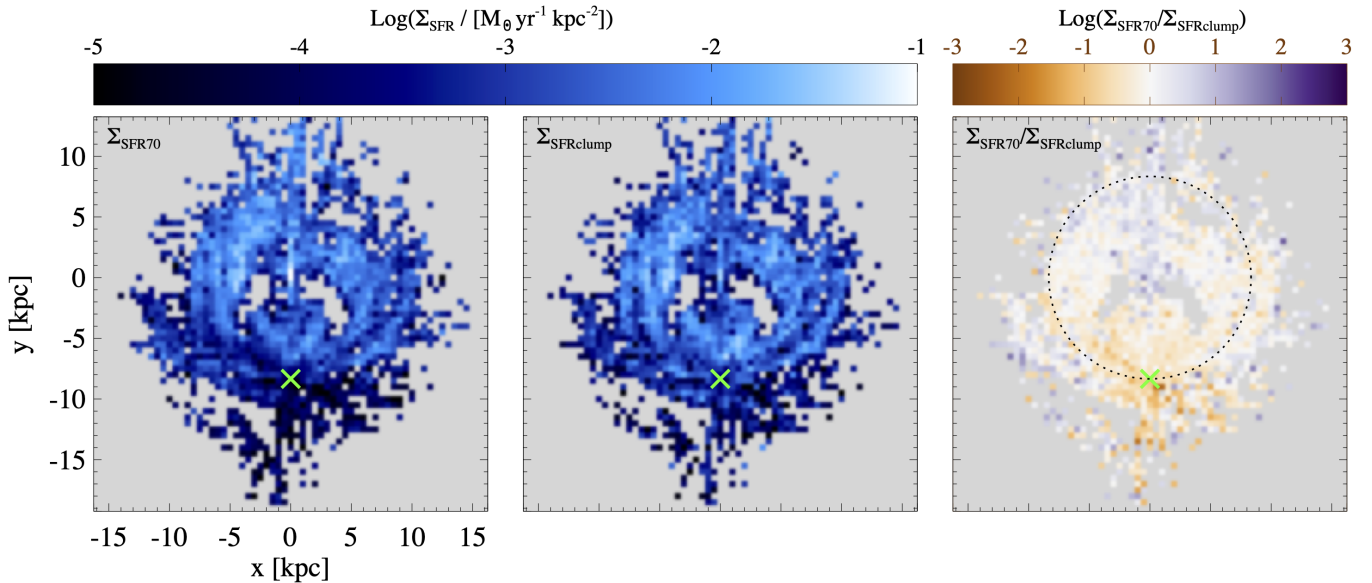 Log(Σ_SFR / [M_⊙ yr^-1 kpc^-2])
-5 -4 -3 -2 -1
Log(Σ_SFR70/Σ_SFRclump)
-3 -2 -1 0 1 2 3
Σ_SFR70
Σ_SFRclump
Σ_SFR70/Σ_SFRclump
10
5
0
-5
-10
-15
y [kpc]
-15 -10 -5 0 5 10 15
x [kpc]